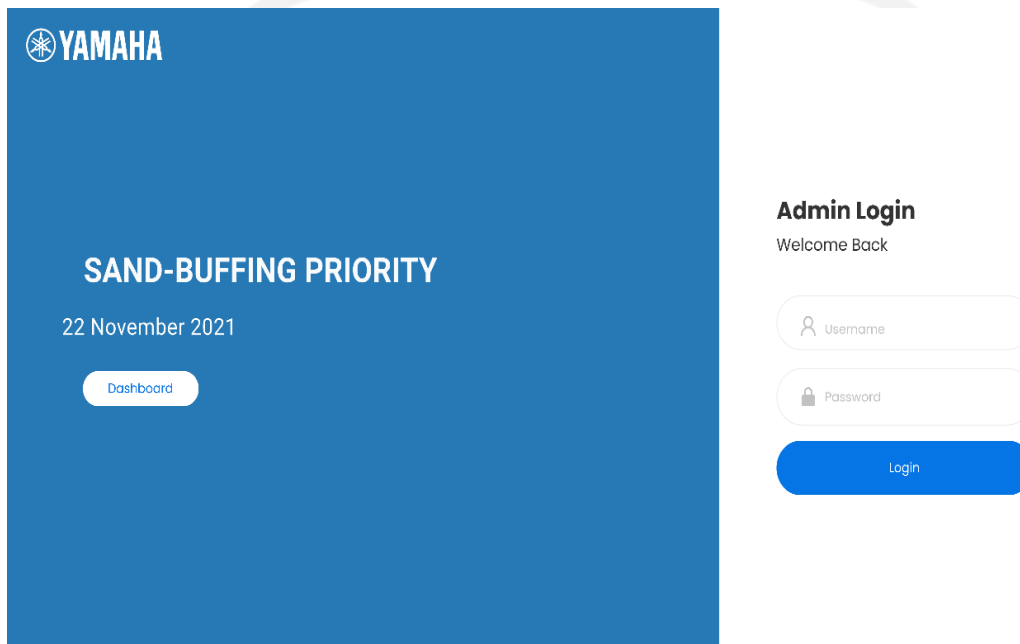 YAMAHA
SAND-BUFFING PRIORITY
22 November 2021
Dashboard
Admin Login
Welcome Back
Username
Password
Login